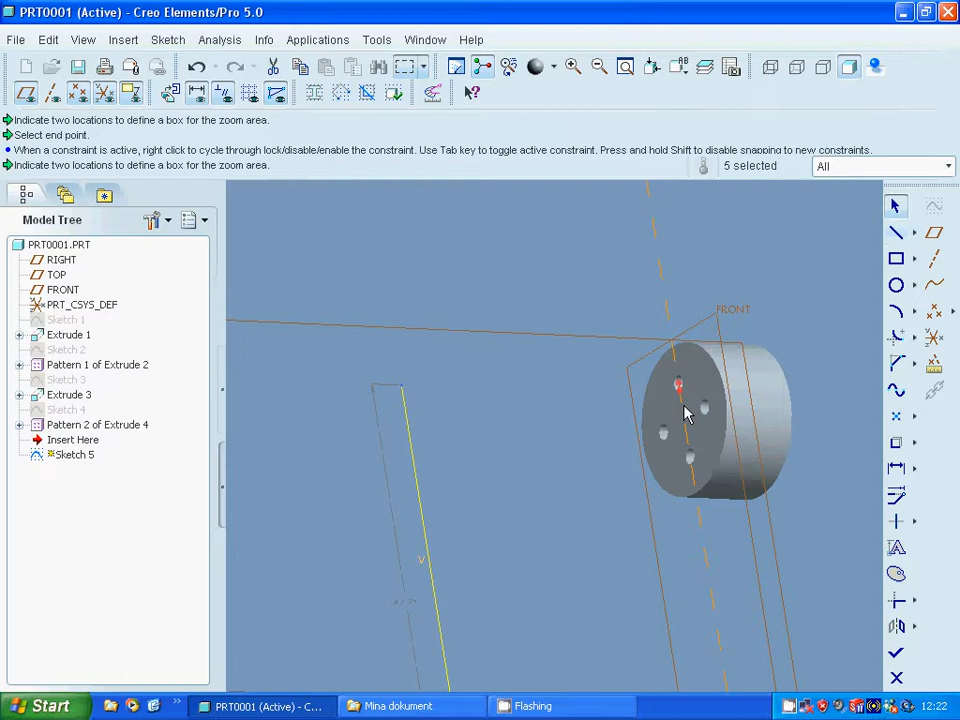 PRT0001 (Active) - Creo Elements/Pro 5.0
File Edit View Insert Sketch Analysis Info Applications Tools Window Help
Indicate two locations to define a box for the zoom area.
Select end point.
When a constraint is active, right click to cycle through lock/disable/enable the constraint. Use Tab key to toggle active constraint. Press and hold Shift to disable snapping to new constraints.
Indicate two locations to define a box for the zoom area.
5 selected
All
Model Tree
PRT0001.PRT
RIGHT
TOP
FRONT
PRT_CSYS_DEF
Sketch 1
Extrude 1
Sketch 2
Pattern 1 of Extrude 2
Sketch 3
Extrude 3
Sketch 4
Pattern 2 of Extrude 4
Insert Here
Sketch 5
FRONT
V
Start
PRT0001 (Active) - C...
Mina dokument
Flashing
12:22